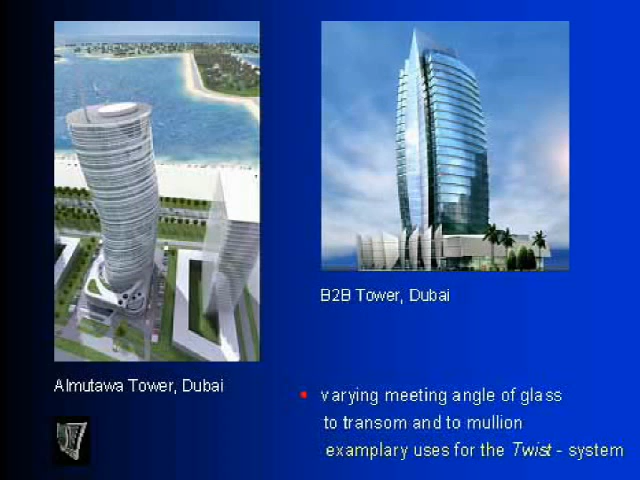 B2B Tower, Dubai
Almutawa Tower, Dubai
varying meeting angle of glass
to transom and to mullion
examplary uses for the Twist - system